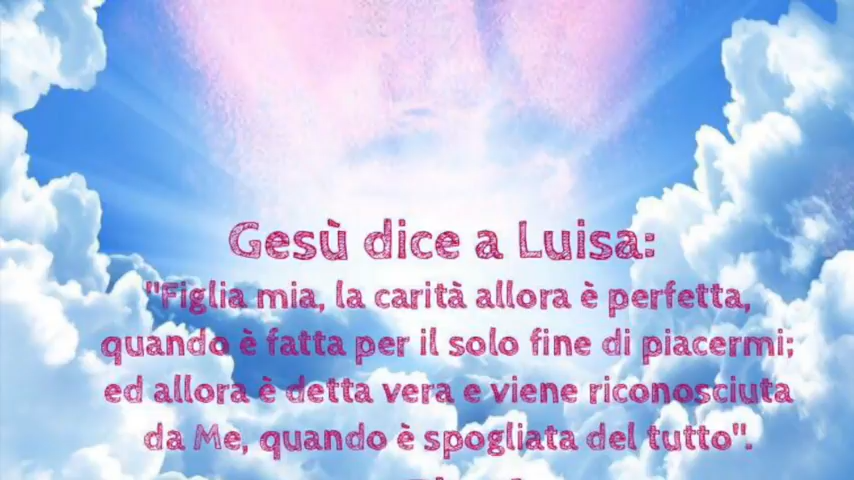 Gesù dice a Luisa:
"Figlia mia, la carità allora è perfetta,
quando è fatta per il solo fine di piacermi;
ed allora è detta vera e viene riconosciuta
da Me, quando è spogliata del tutto".